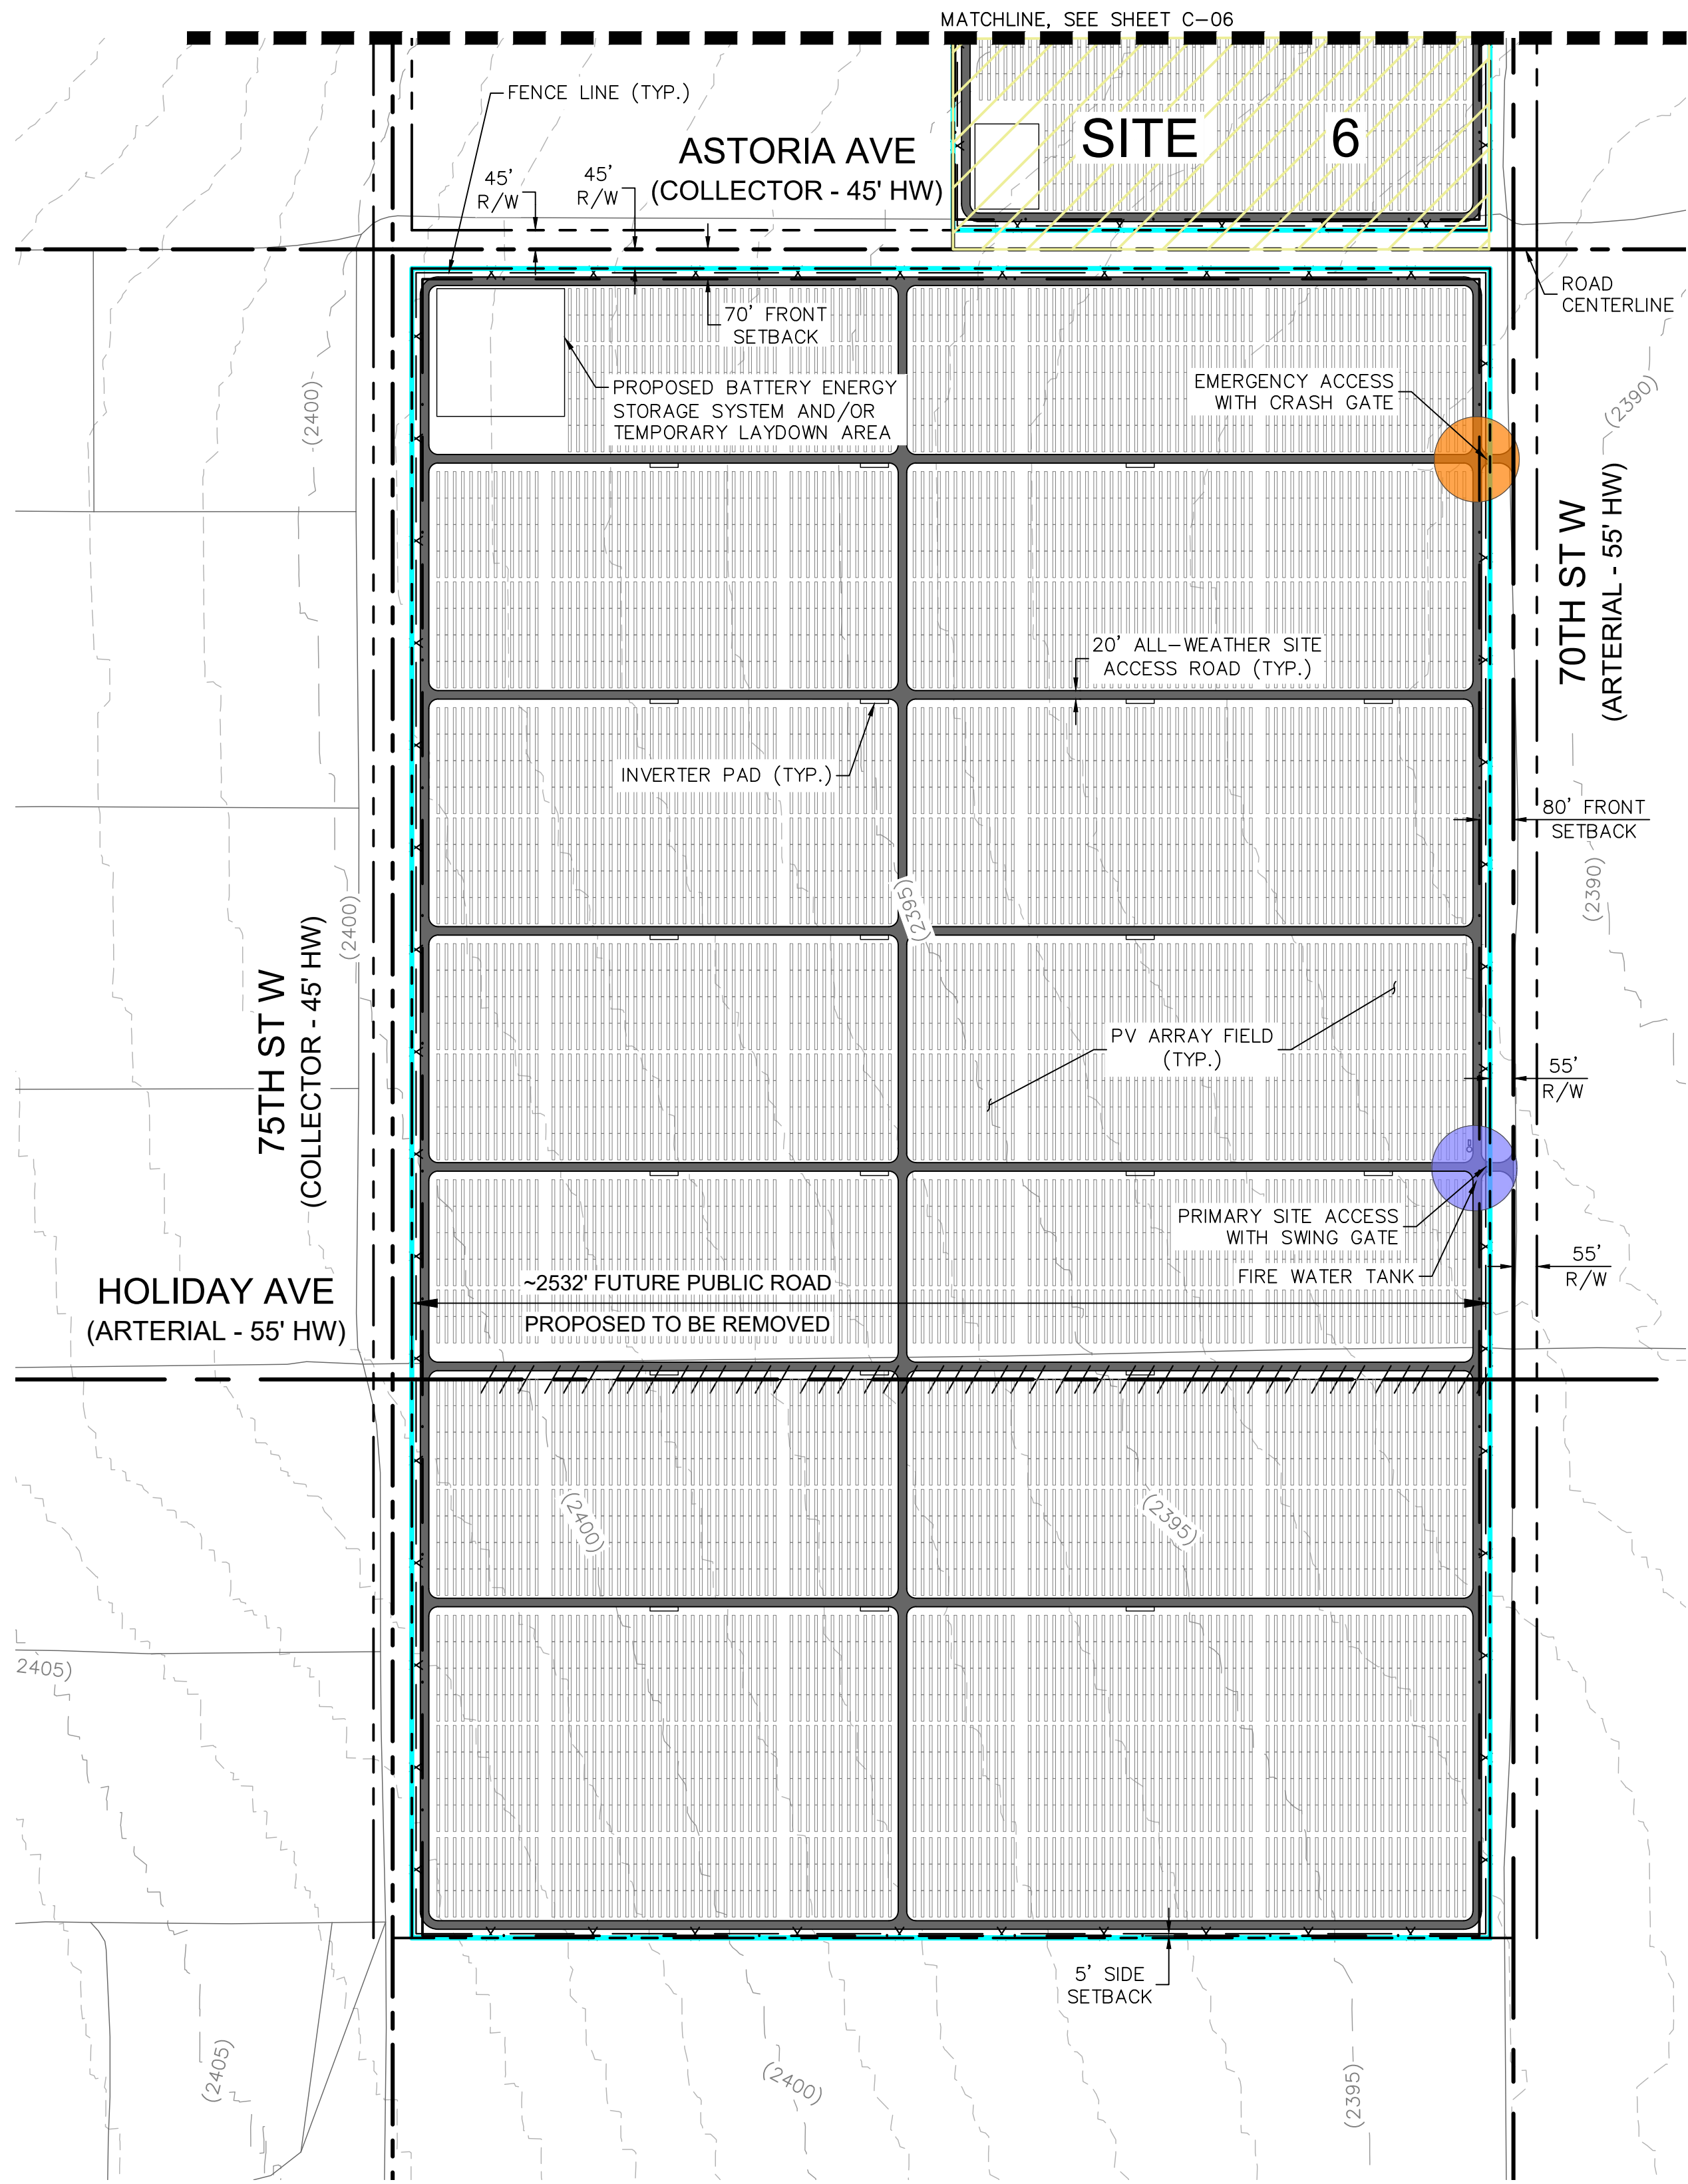 MATCHLINE, SEE SHEET C-06
FENCE LINE (TYP.)
SITE 6
ASTORIA AVE
(COLLECTOR - 45' HW)
45'
R/W
45'
R/W
ROAD
CENTERLINE
70' FRONT
SETBACK
PROPOSED BATTERY ENERGY
STORAGE SYSTEM AND/OR
TEMPORARY LAYDOWN AREA
EMERGENCY ACCESS
WITH CRASH GATE
(2400)
(2390)
70TH ST W
(ARTERIAL - 55' HW)
20' ALL-WEATHER SITE
ACCESS ROAD (TYP.)
INVERTER PAD (TYP.)
80' FRONT
SETBACK
(2395)
(2400)
(2390)
75TH ST W
(COLLECTOR - 45' HW)
PV ARRAY FIELD
(TYP.)
55'
R/W
PRIMARY SITE ACCESS
WITH SWING GATE
FIRE WATER TANK
55'
R/W
HOLIDAY AVE
(ARTERIAL - 55' HW)
~2532' FUTURE PUBLIC ROAD
PROPOSED TO BE REMOVED
(2400)
(2395)
2405)
5' SIDE
SETBACK
(2405)
(2400)
(2395)